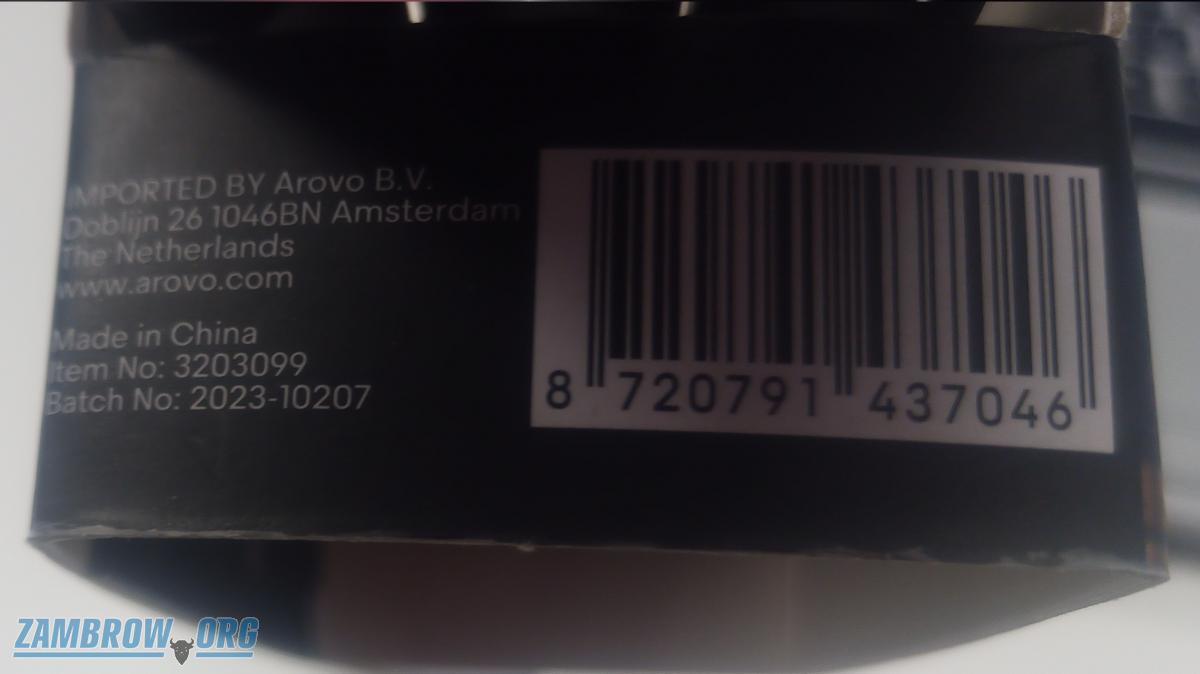 IMPORTED BY Arovo B.V.
Doblijn 26 1046BN Amsterdam
The Netherlands
www.arovo.com
Made in China
Item No: 3203099
Batch No: 2023-10207
8 720791 437046
ZAMBROW.ORG